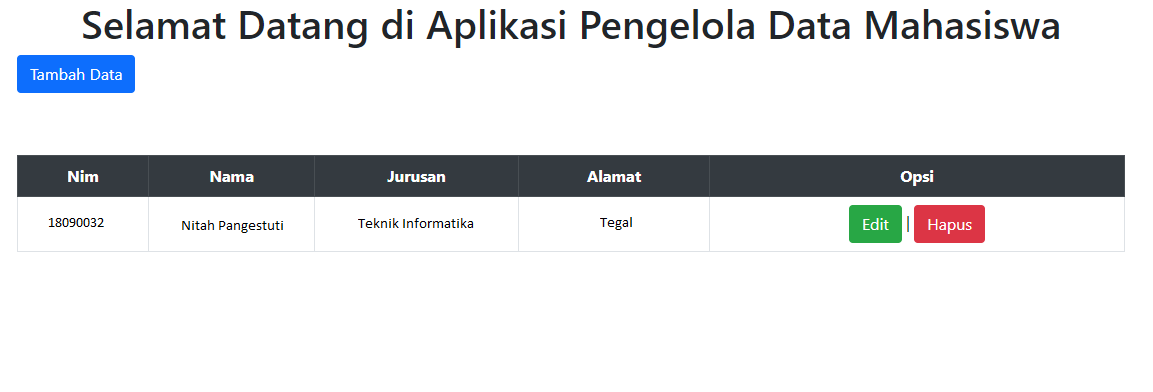 Selamat Datang di Aplikasi Pengelola Data Mahasiswa
Tambah Data
Nim Nama Jurusan Alamat Opsi
18090032 Nitah Pangestuti Teknik Informatika Tegal Edit | Hapus